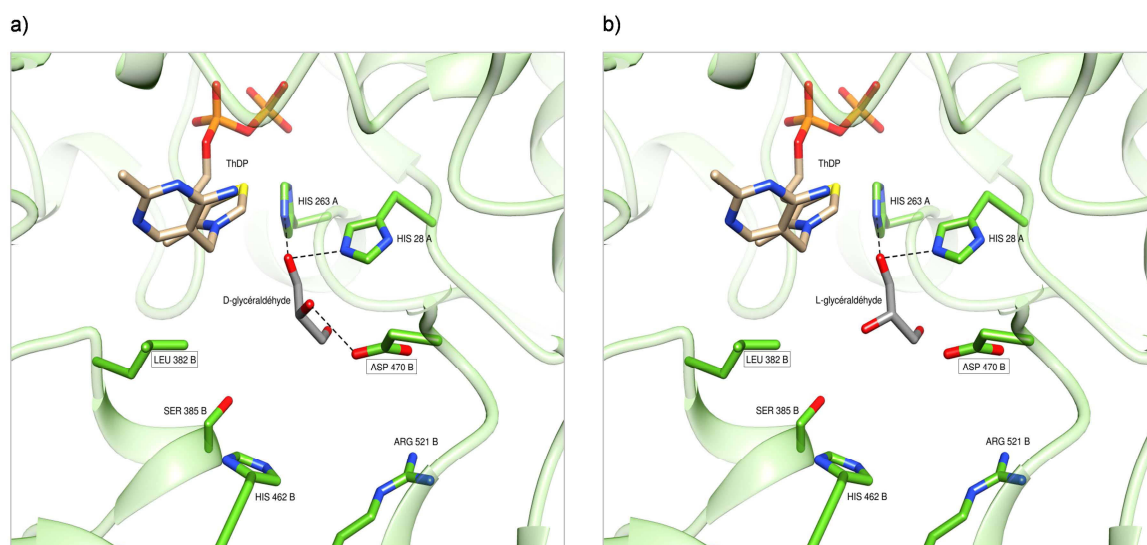 a)
b)
ThDP
HIS 263 A
HIS 28 A
D-glycéraldéhyde
LEU 382 B
ASP 470 B
SER 385 B
ARG 521 B
HIS 462 B
ThDP
HIS 263 A
HIS 28 A
L-glycéraldéhyde
LEU 382 B
ASP 470 B
SER 385 B
ARG 521 B
HIS 462 B